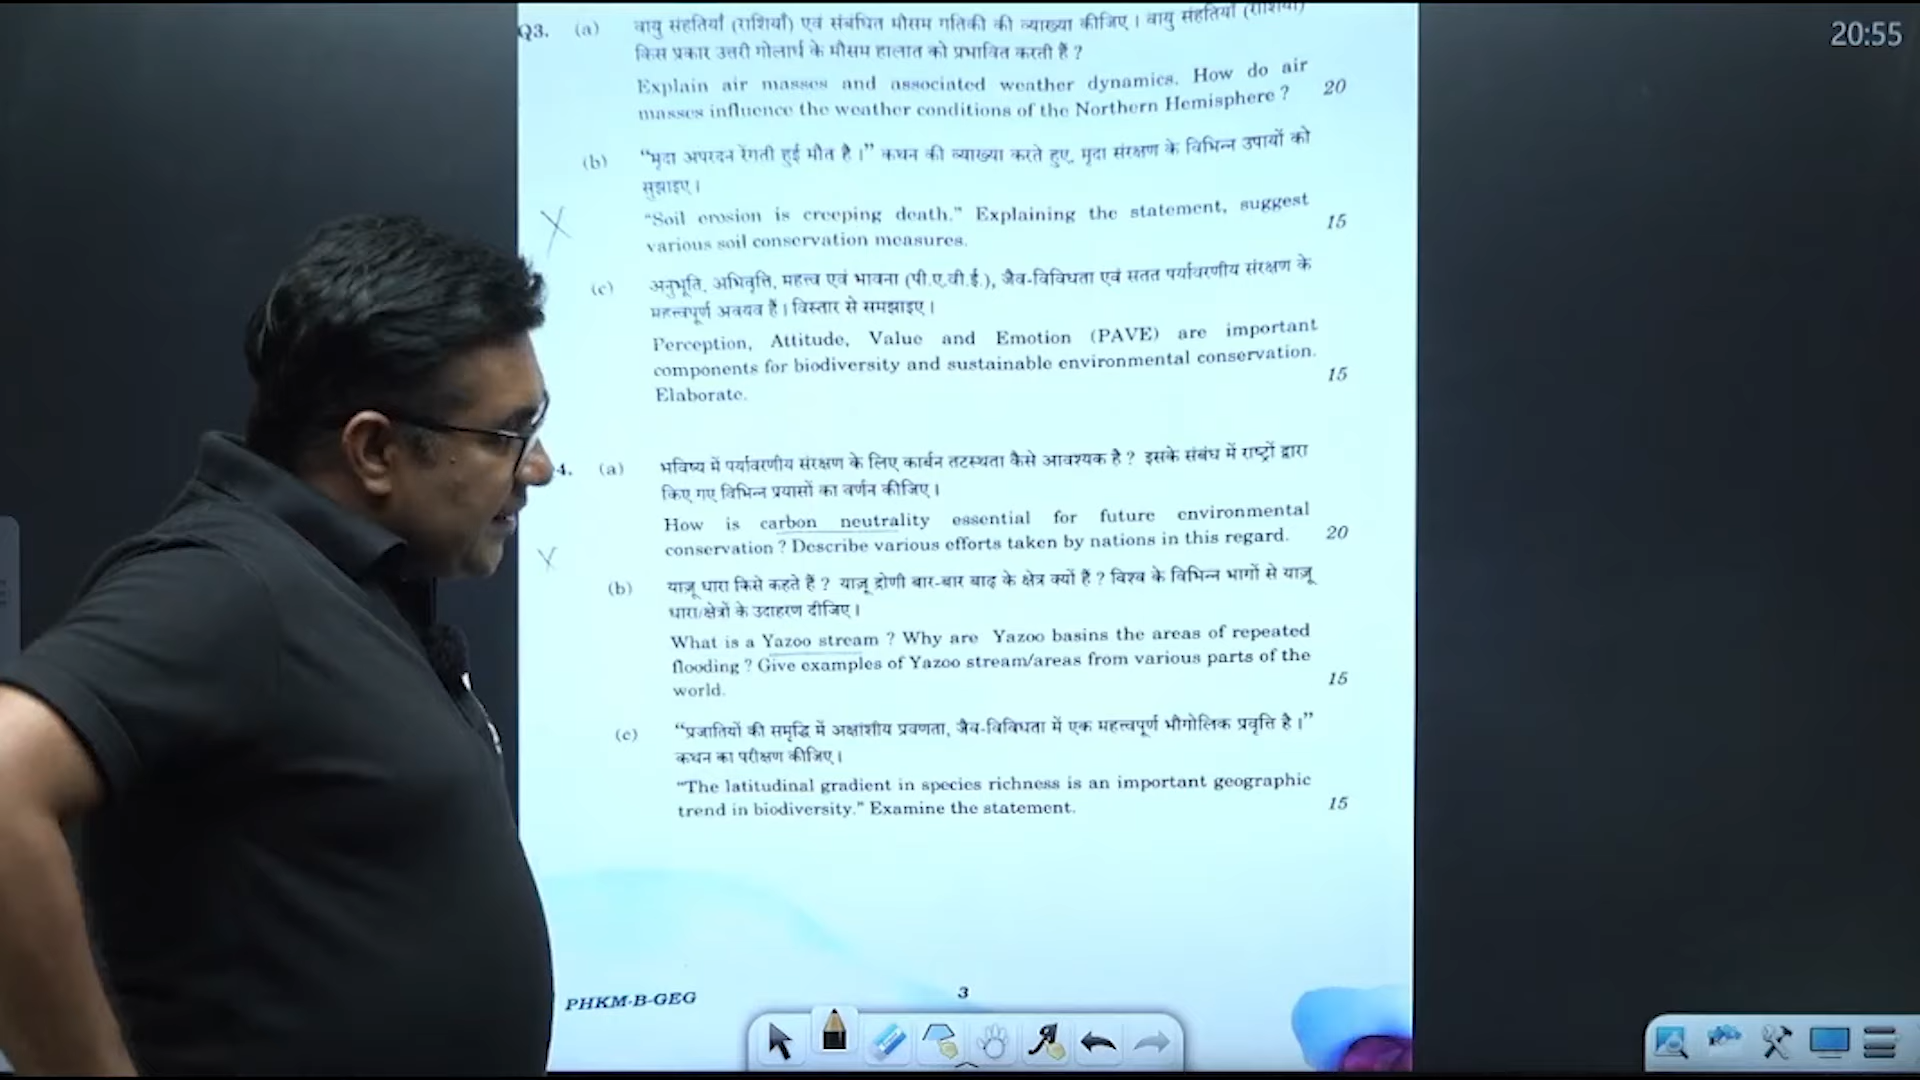 20:55
Q3. (a) वायु संहतियाँ (राशियाँ) एवं संबंधित मौसम गतिकी की व्याख्या कीजिए । वायु संहतियाँ (राशियाँ)
किस प्रकार उत्तरी गोलार्ध के मौसम हालात को प्रभावित करती हैं ?
Explain air masses and associated weather dynamics. How do air
masses influence the weather conditions of the Northern Hemisphere ? 20
(b) “मृदा अपरदन रेंगती हुई मौत है ।” कथन की व्याख्या करते हुए, मृदा संरक्षण के विभिन्न उपायों को
सुझाइए ।
“Soil erosion is creeping death.” Explaining the statement, suggest
various soil conservation measures. 15
(c) अनुभूति, अभिवृत्ति, महत्त्व एवं भावना (पी.ए.वी.ई.), जैव-विविधता एवं सतत पर्यावरणीय संरक्षण के
महत्त्वपूर्ण अवयव हैं । विस्तार से समझाइए ।
Perception, Attitude, Value and Emotion (PAVE) are important
components for biodiversity and sustainable environmental conservation.
Elaborate. 15
4. (a) भविष्य में पर्यावरणीय संरक्षण के लिए कार्बन तटस्थता कैसे आवश्यक है ? इसके संबंध में राष्ट्रों द्वारा
किए गए विभिन्न प्रयासों का वर्णन कीजिए ।
How is carbon neutrality essential for future environmental
conservation ? Describe various efforts taken by nations in this regard. 20
(b) याज़ू धारा किसे कहते हैं ? याज़ू द्रोणी बार-बार बाढ़ के क्षेत्र क्यों हैं ? विश्व के विभिन्न भागों से याज़ू
धारा/क्षेत्रों के उदाहरण दीजिए ।
What is a Yazoo stream ? Why are Yazoo basins the areas of repeated
flooding ? Give examples of Yazoo stream/areas from various parts of the
world. 15
(c) “प्रजातियों की समृद्धि में अक्षांशीय प्रवणता, जैव-विविधता में एक महत्त्वपूर्ण भौगोलिक प्रवृत्ति है ।”
कथन का परीक्षण कीजिए ।
“The latitudinal gradient in species richness is an important geographic
trend in biodiversity.” Examine the statement. 15
PHKM-B-GEG 3